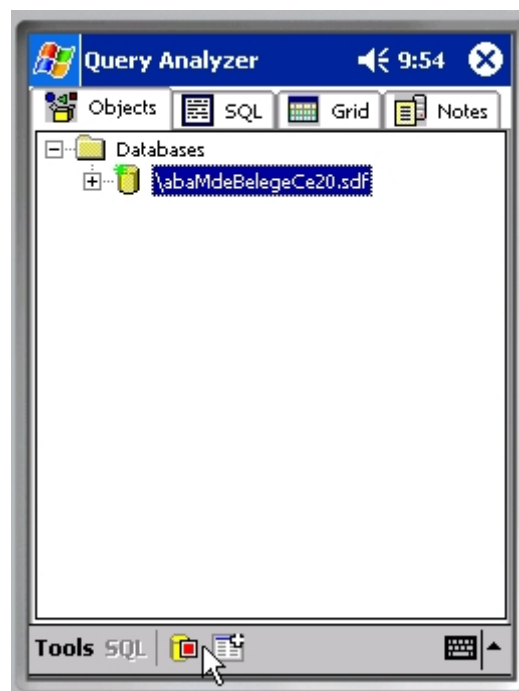 Query Analyzer 9:54
Objects SQL Grid Notes
Databases
\abaMdeBelegeCe20.sdf
Tools SQL